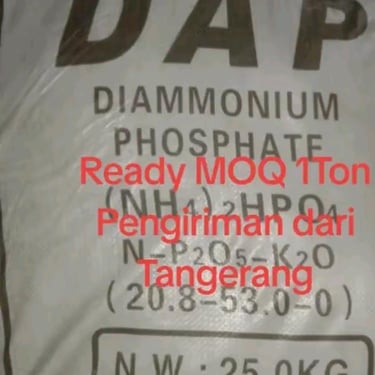 DAP
DIAMMONIUM
PHOSPHATE
Ready MOQ 1Ton
(NH4)2HPO4
Pengiriman dari
N-P2O5-K2O
Tangerang
(20.8-53.0-0)
N.W.: 25.0KG